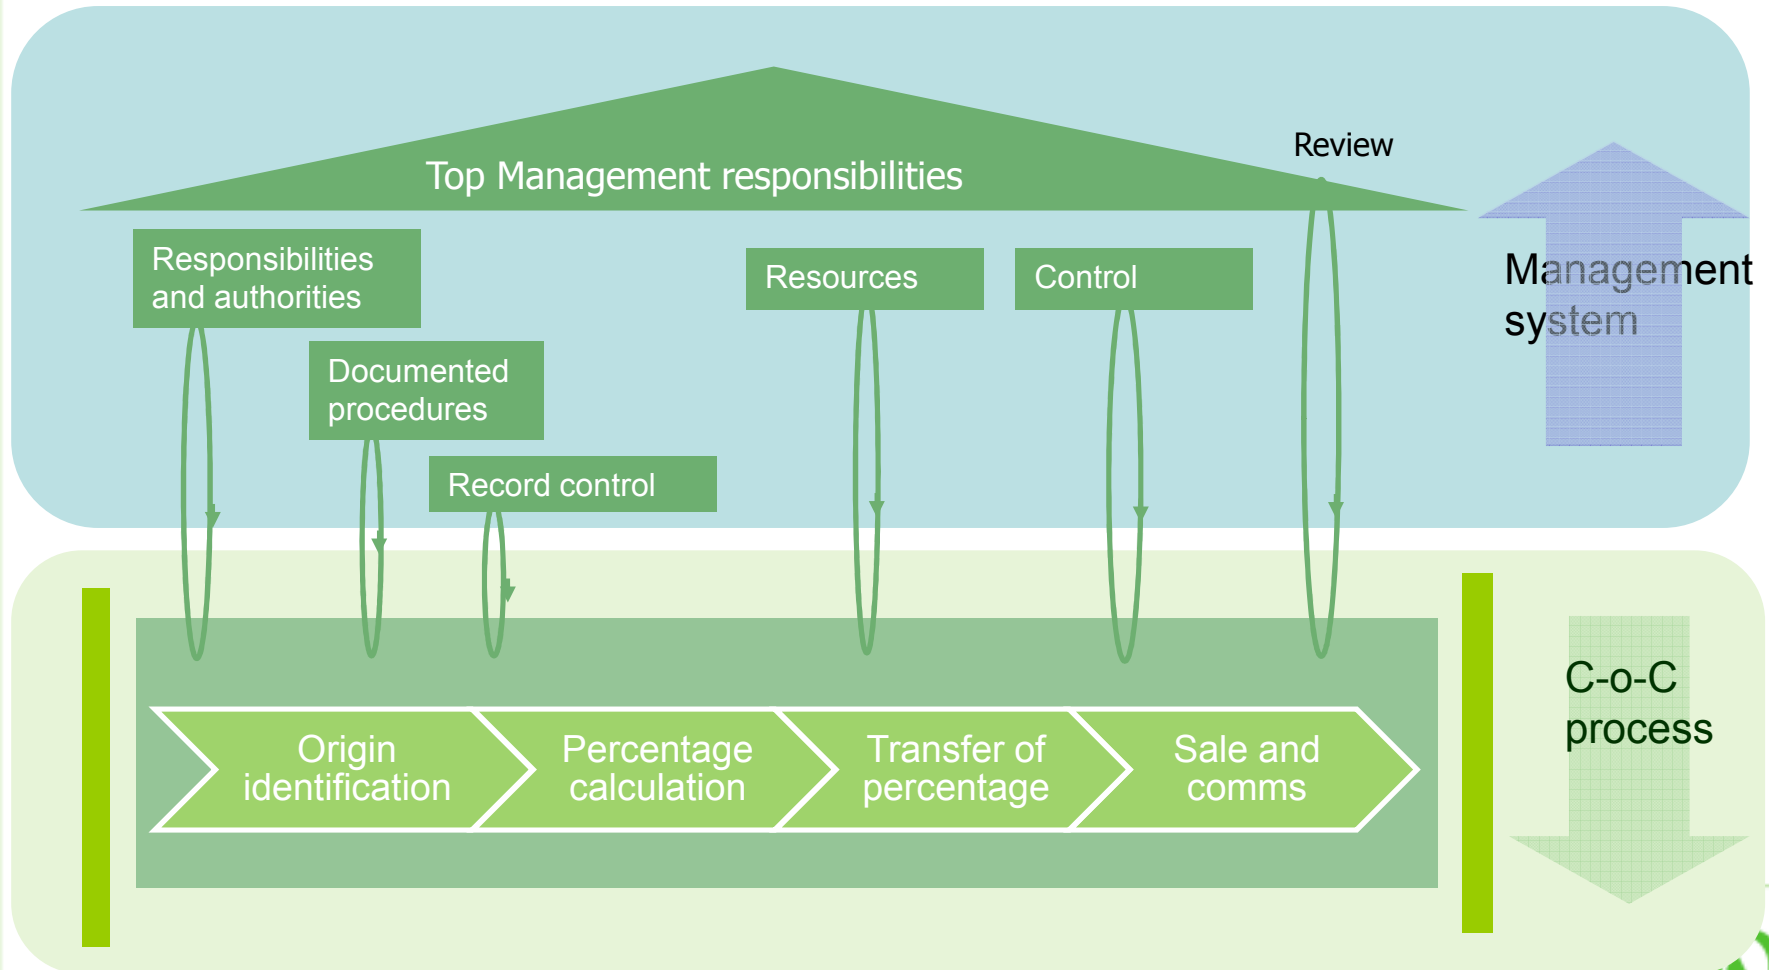 Review
Top Management responsibilities
Responsibilities
and authorities
Resources
Control
Management
system
Documented
procedures
Record control
C-o-C
process
Origin
identification
Percentage
calculation
Transfer of
percentage
Sale and
comms